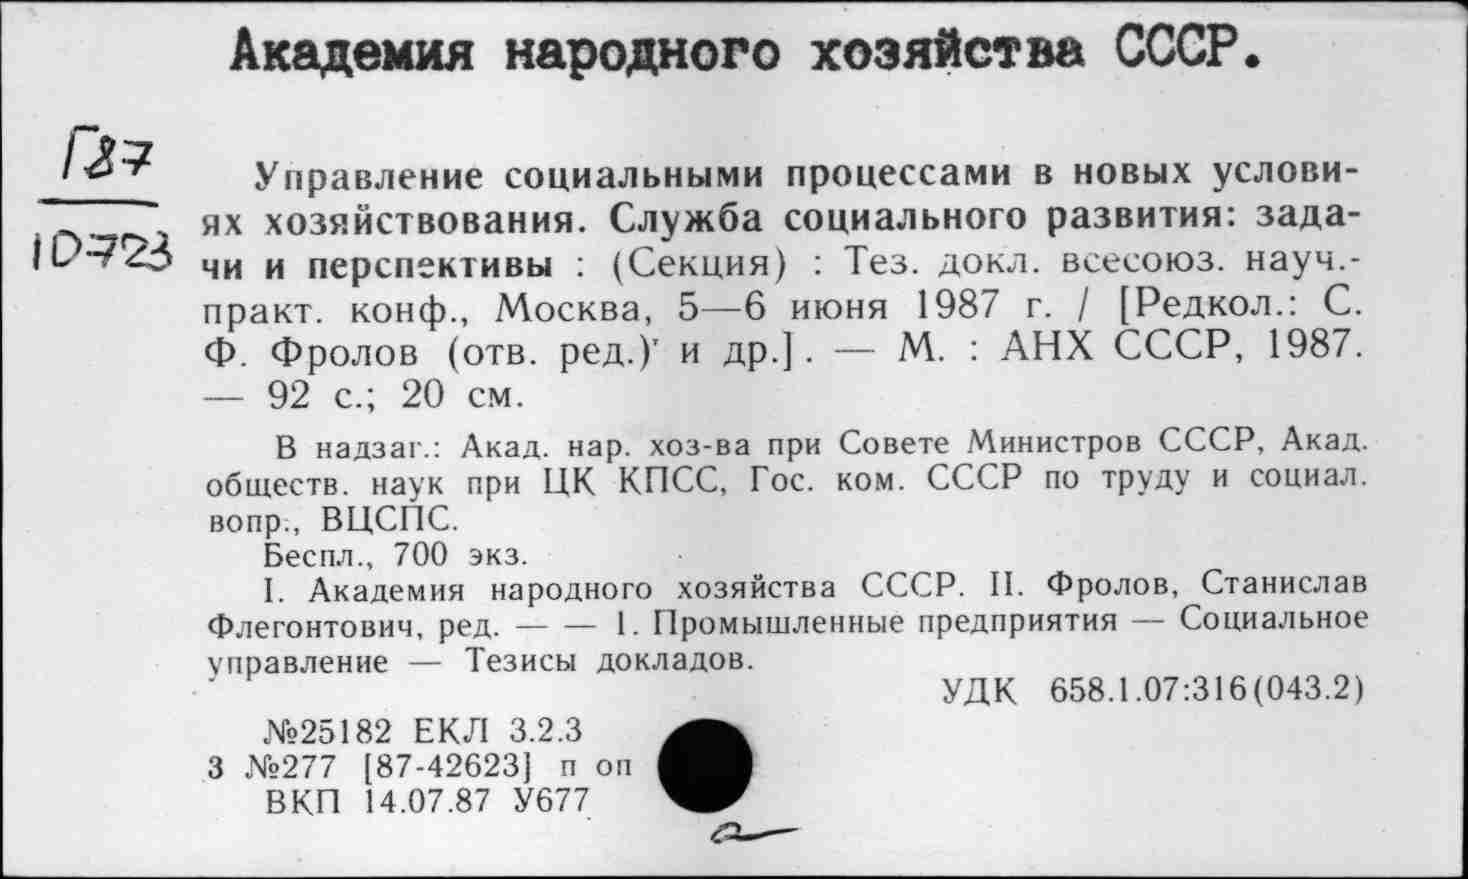 Академия народного хозяйства СССР.
Г87
10723
Управление социальными процессами в новых услови-
ях хозяйствования. Служба социального развития: зада-
чи и перспективы : (Секция) : Тез. докл. всесоюз. науч.-
практ. конф., Москва, 5—6 июня 1987 г. / [Редкол.: С.
Ф. Фролов (отв. ред.) и др.]. — М. : АНХ СССР, 1987.
— 92 с.; 20 см.
В надзаг.: Акад. нар. хоз-ва при Совете Министров СССР, Акад.
обществ. наук при ЦК КПСС, Гос. ком. СССР по труду и социал.
вопр., ВЦСПС.
Беспл., 700 экз.
I. Академия народного хозяйства СССР. II. Фролов, Станислав
Флегонтович, ред. — — 1. Промышленные предприятия — Социальное
управление — Тезисы докладов.
УДК 658.1.07:316(043.2)
№25182 ЕКЛ 3.2.3
3 №277 [87-42623] п оп
ВКП 14.07.87 У677